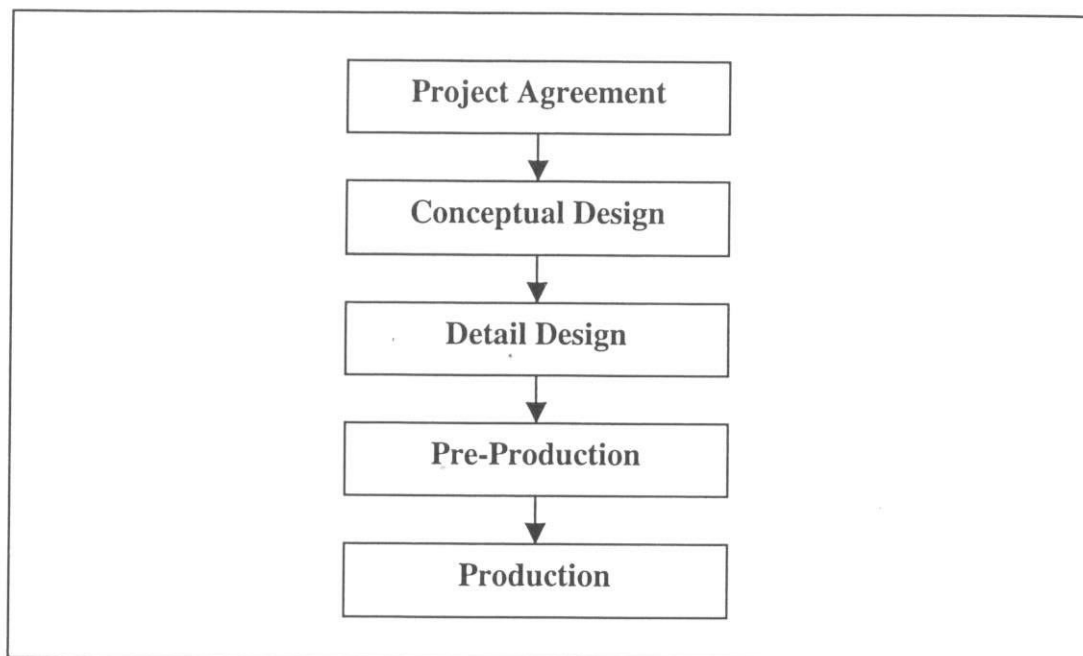 Project Agreement
Conceptual Design
Detail Design
Pre-Production
Production